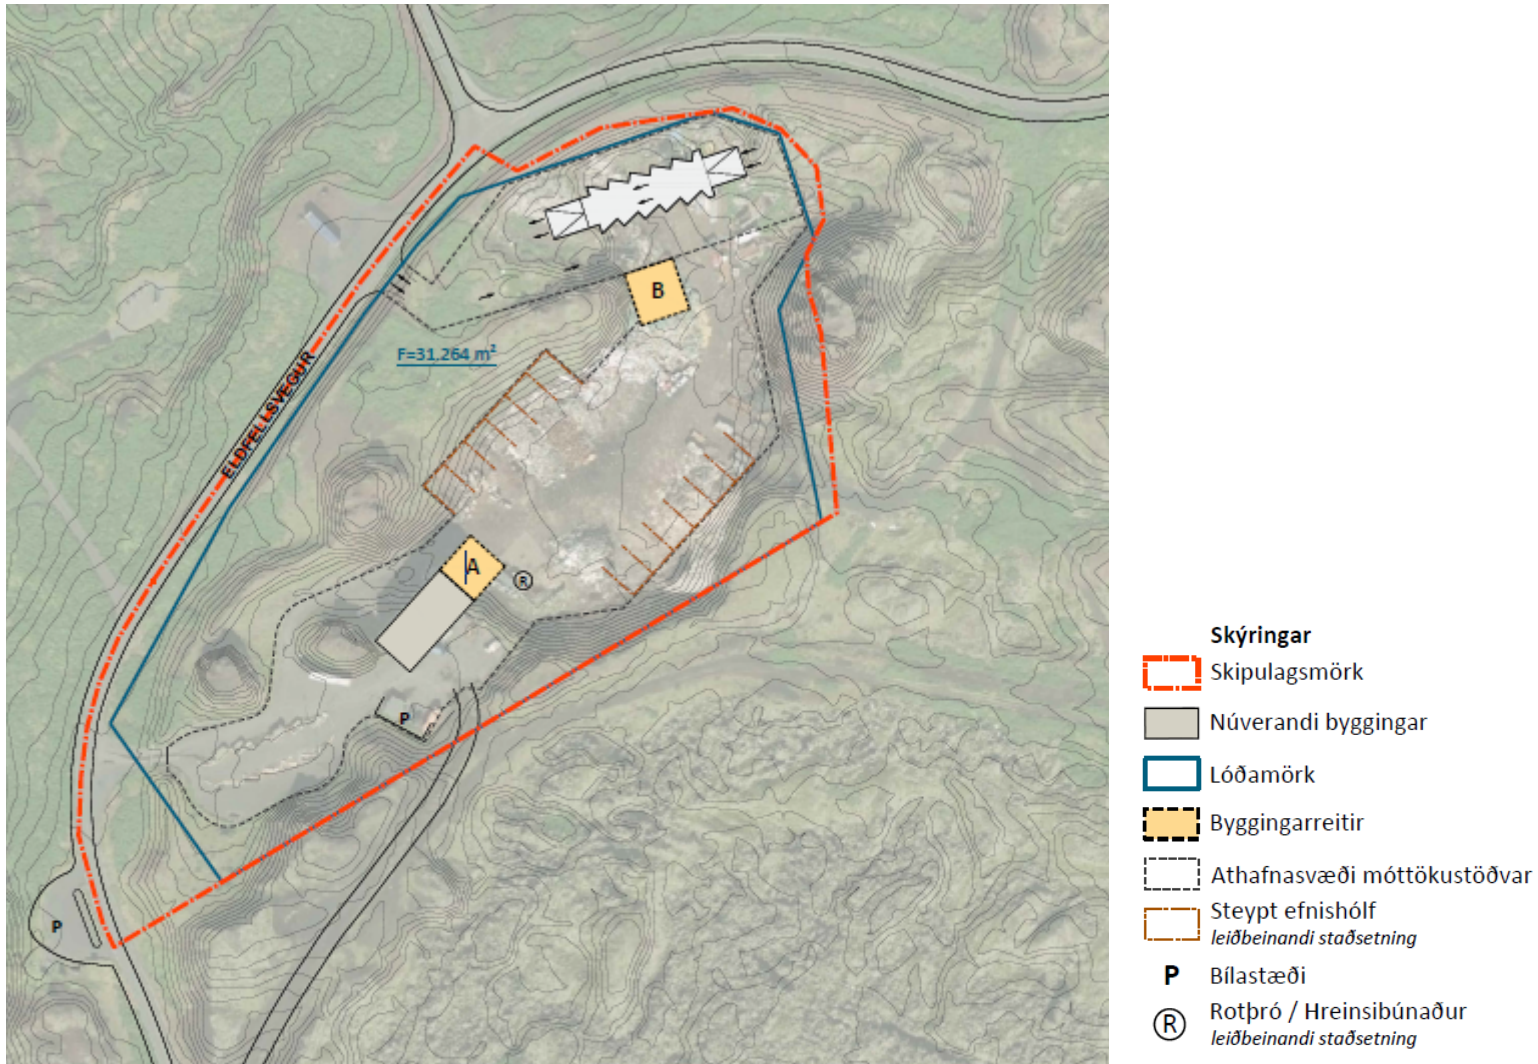 B
F=31,264 m²
ELDFELLSVEGUR
A
R
P
P
Skýringar
Skipulagsmörk
Núverandi byggingar
Lóðamörk
Byggingarreitir
Athafnasvæði móttökustöðvar
Steypt efnishólf
leiðbeinandi staðsetning
P Bílastæði
R Rotþró / Hreinsibúnaður
leiðbeinandi staðsetning